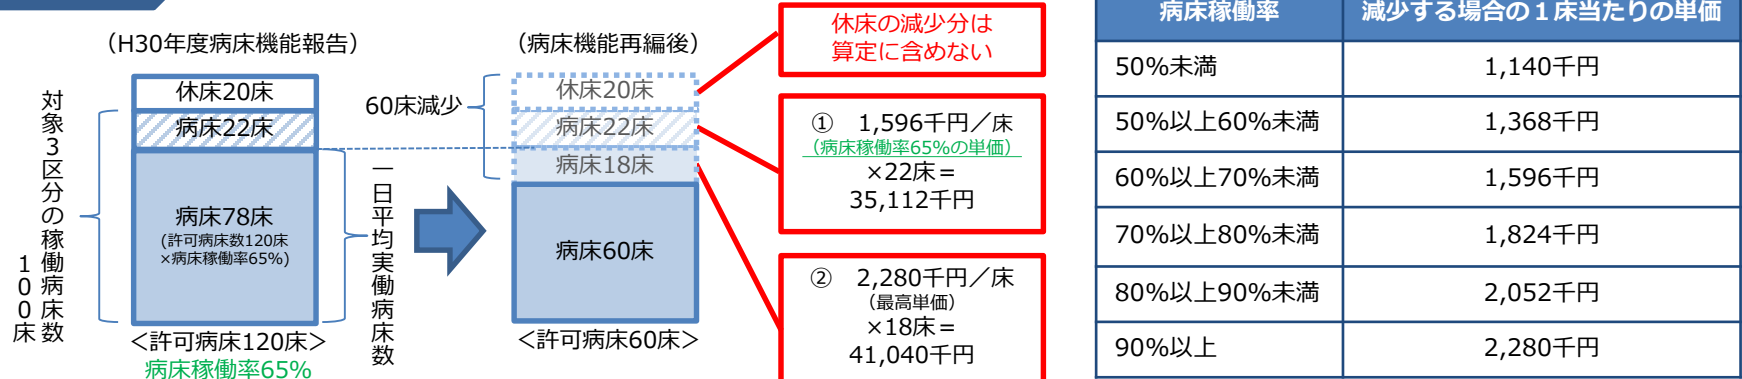 （H30年度病床機能報告）
休床20床
病床22床
病床78床
(許可病床数120床
×病床稼働率65%)
対象３区分の稼働病床数
１００床
一日平均実働病床数
＜許可病床120床＞
病床稼働率65%
（病床機能再編後）
60床減少
休床20床
病床22床
病床18床
病床60床
＜許可病床60床＞
休床の減少分は
算定に含めない
①　1,596千円／床
（病床稼働率65%の単価）
×22床＝
35,112千円
②　2,280千円／床
（最高単価）
×18床＝
41,040千円
病床稼働率　減少する場合の１床当たりの単価
50%未満　1,140千円
50%以上60%未満　1,368千円
60%以上70%未満　1,596千円
70%以上80%未満　1,824千円
80%以上90%未満　2,052千円
90%以上　2,280千円